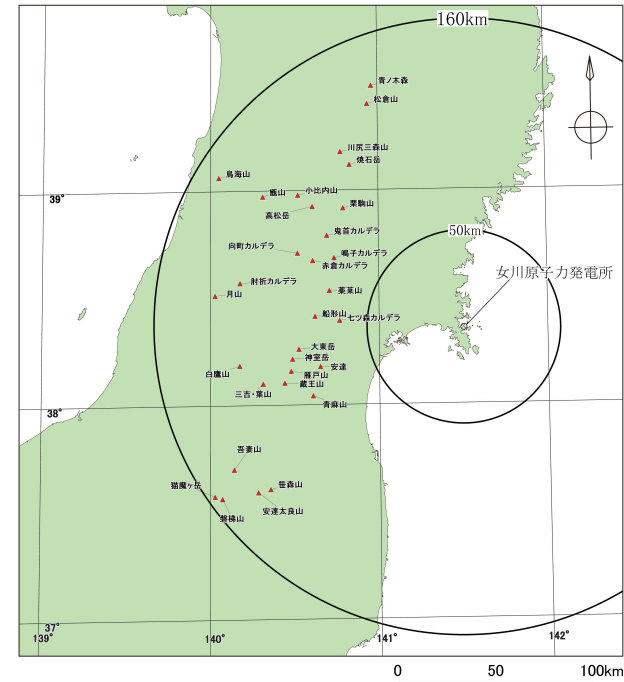 160km
青ノ木森
松倉山
川尻三森山
焼石岳
鳥海山
39°
甑山
小比内山
高松岳
栗駒山
鬼首カルデラ
50km
向町カルデラ
鳴子カルデラ
赤倉カルデラ
女川原子力発電所
肘折カルデラ
月山
薬莱山
船形山
七ツ森カルデラ
大東岳
神室岳
安達
白鷹山
雁戸山
蔵王山
三吉・葉山
38°
青麻山
吾妻山
猫魔ヶ岳
笹森山
安達太良山
磐梯山
37°
139°
140°
141°
142°
0 50 100km